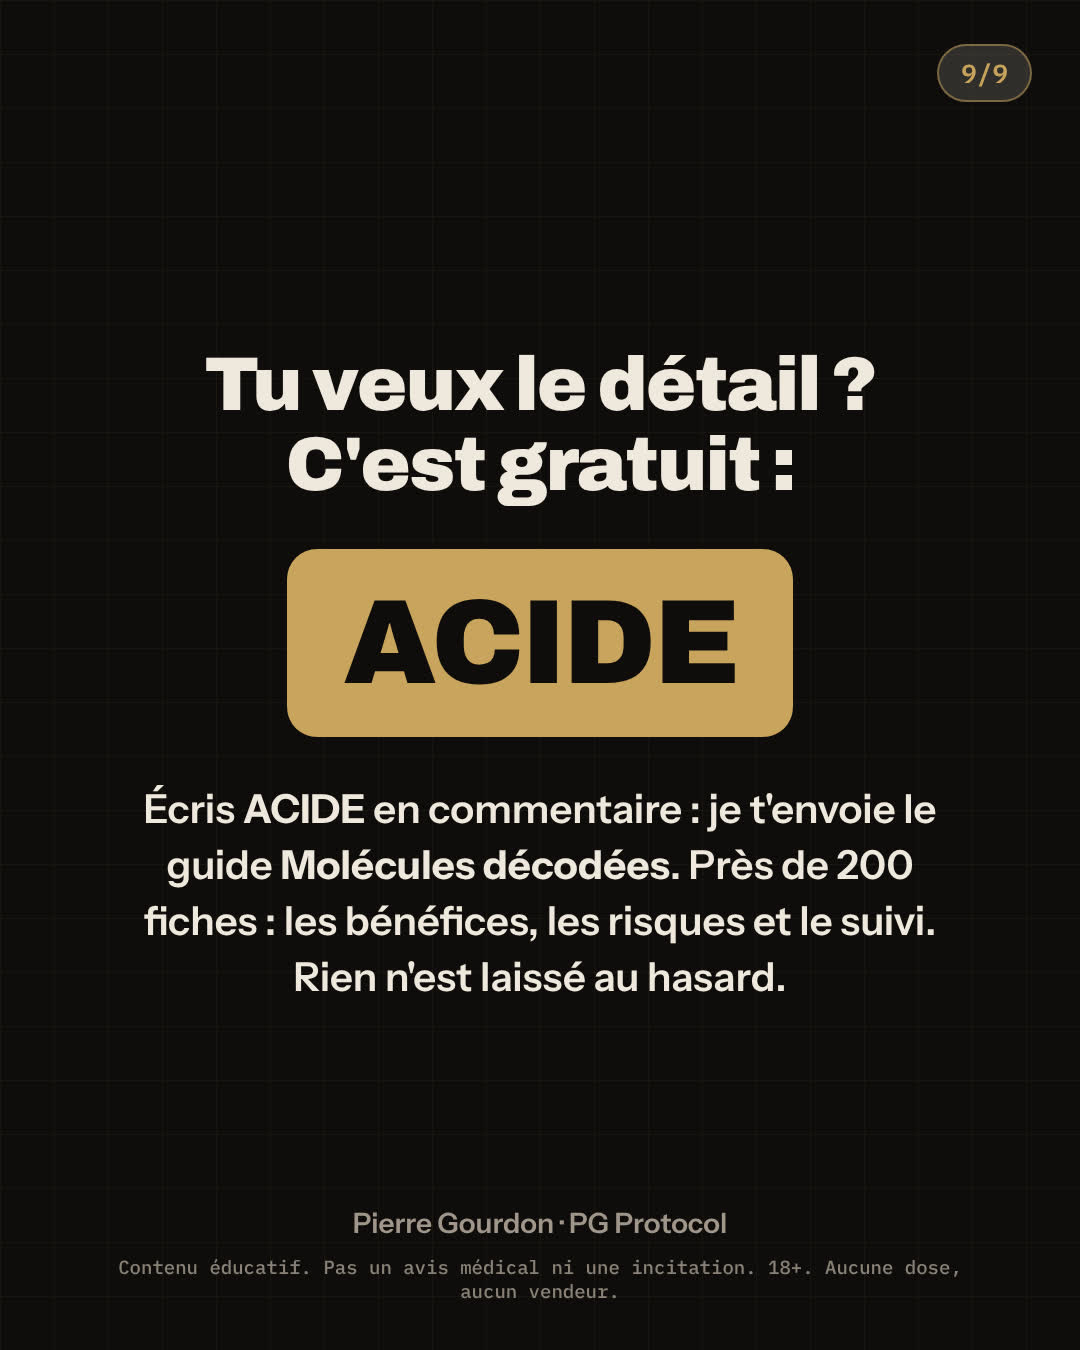 9/9
Tu veux le détail ?
C'est gratuit :
ACIDE
Écris ACIDE en commentaire : je t'envoie le
guide Molécules décodées. Près de 200
fiches : les bénéfices, les risques et le suivi.
Rien n'est laissé au hasard.
Pierre Gourdon · PG Protocol
Contenu éducatif. Pas un avis médical ni une incitation. 18+. Aucune dose,
aucun vendeur.